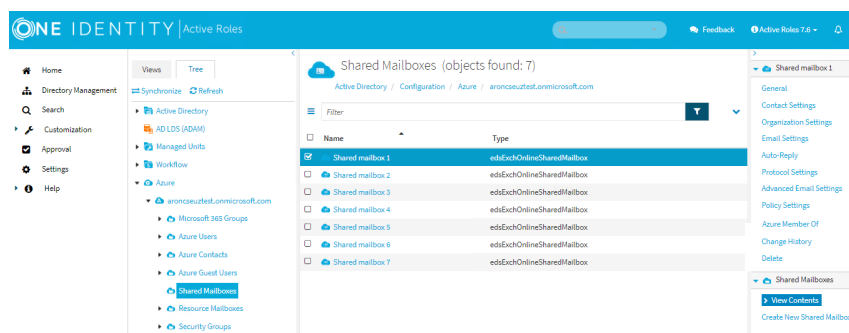 ONE IDENTITY Active Roles
Feedback
Active Roles 7.6
Home
Directory Management
Search
Customization
Approval
Settings
Help
Views
Tree
Synchronize
Refresh
Active Directory
AD LDS (ADAM)
Managed Units
Workflow
Azure
aroncseuztest.onmicrosoft.com
Microsoft 365 Groups
Azure Users
Azure Contacts
Azure Guest Users
Shared Mailboxes
Resource Mailboxes
Security Groups
Shared Mailboxes (objects found: 7)
Active Directory / Configuration / Azure / aroncseuztest.onmicrosoft.com
Filter
Name Type
Shared mailbox 1 edsExchOnlineSharedMailbox
Shared mailbox 2 edsExchOnlineSharedMailbox
Shared mailbox 3 edsExchOnlineSharedMailbox
Shared mailbox 4 edsExchOnlineSharedMailbox
Shared mailbox 5 edsExchOnlineSharedMailbox
Shared mailbox 6 edsExchOnlineSharedMailbox
Shared mailbox 7 edsExchOnlineSharedMailbox
Shared mailbox 1
General
Contact Settings
Organization Settings
Email Settings
Auto-Reply
Protocol Settings
Advanced Email Settings
Policy Settings
Azure Member Of
Change History
Delete
Shared Mailboxes
View Contents
Create New Shared Mailbo